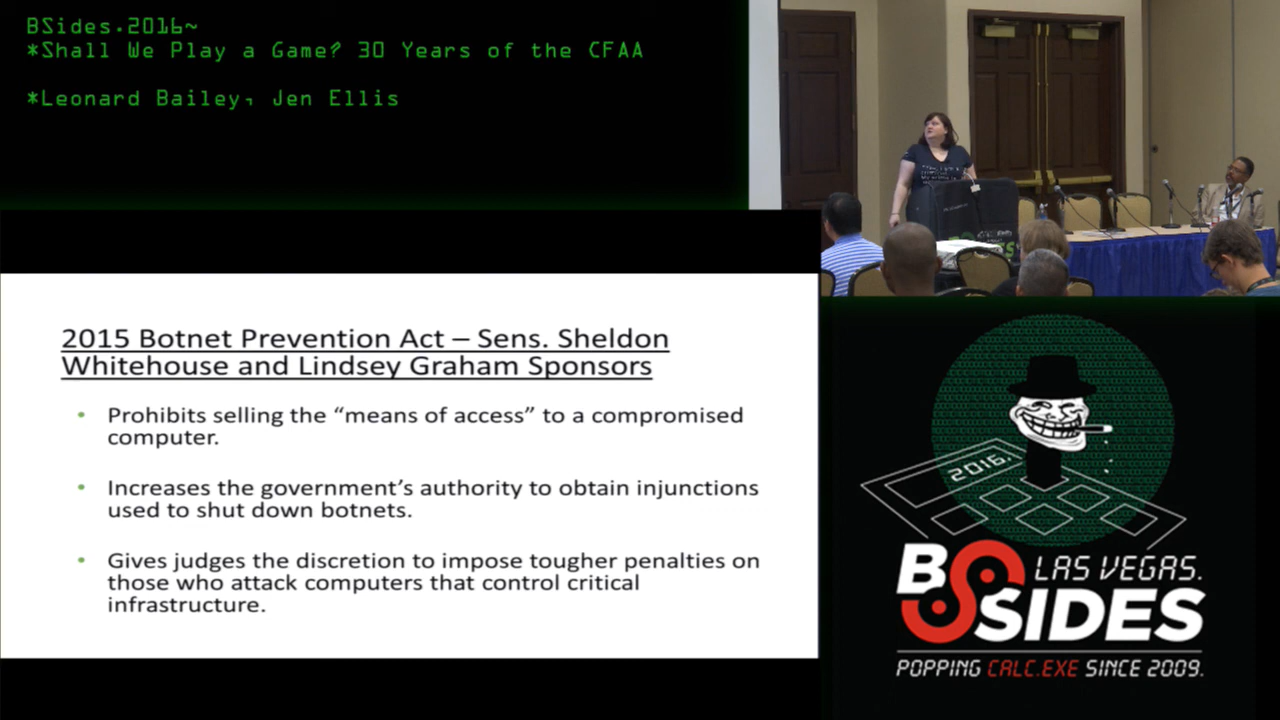 BSides.2016~
*Shall We Play a Game? 30 Years of the CFAA
*Leonard Bailey, Jen Ellis
2015 Botnet Prevention Act – Sens. Sheldon
Whitehouse and Lindsey Graham Sponsors
• Prohibits selling the “means of access” to a compromised
computer.
• Increases the government’s authority to obtain injunctions
used to shut down botnets.
• Gives judges the discretion to impose tougher penalties on
those who attack computers that control critical
infrastructure.
2016.
BSIDES
LAS VEGAS.
POPPING CALC.EXE SINCE 2009.